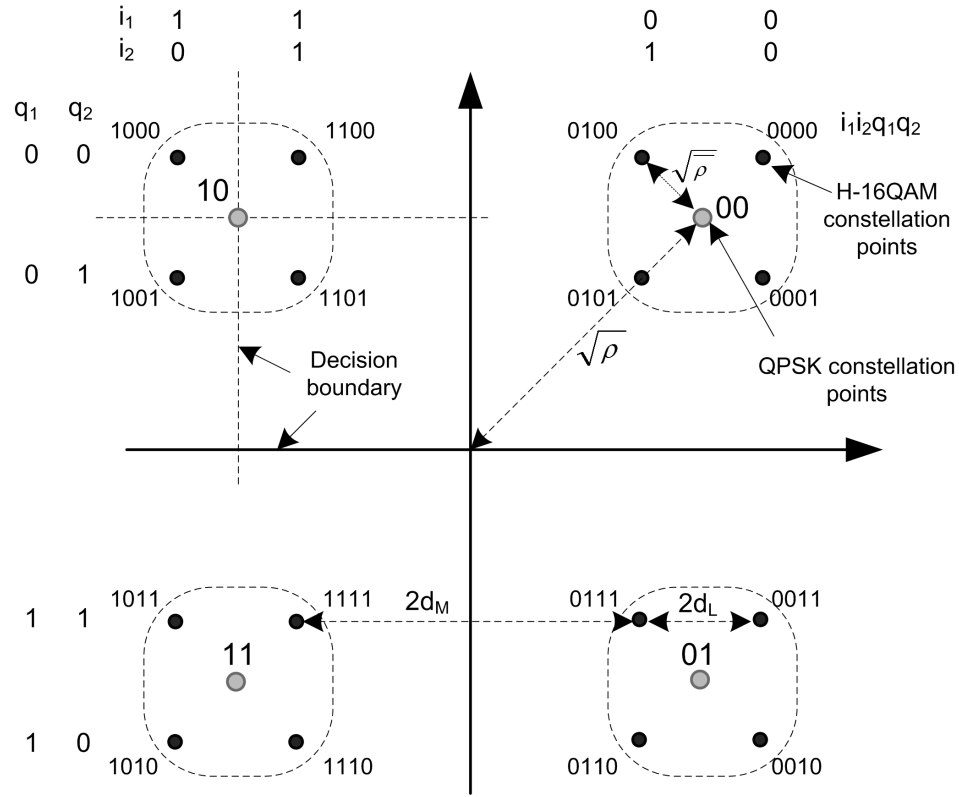 i₁ 1 1 0 0
i₂ 0 1 1 0
q₁ q₂
1000 1100 0100 0000 i₁i₂q₁q₂
0 0
√ρ̿
H-16QAM
constellation
points
10 00
0 1
1001 1101 0101 0001
√ρ
Decision
boundary
QPSK constellation
points
1011 1111 0111 0011
1 1 2d_M 2d_L
11 01
1 0
1010 1110 0110 0010